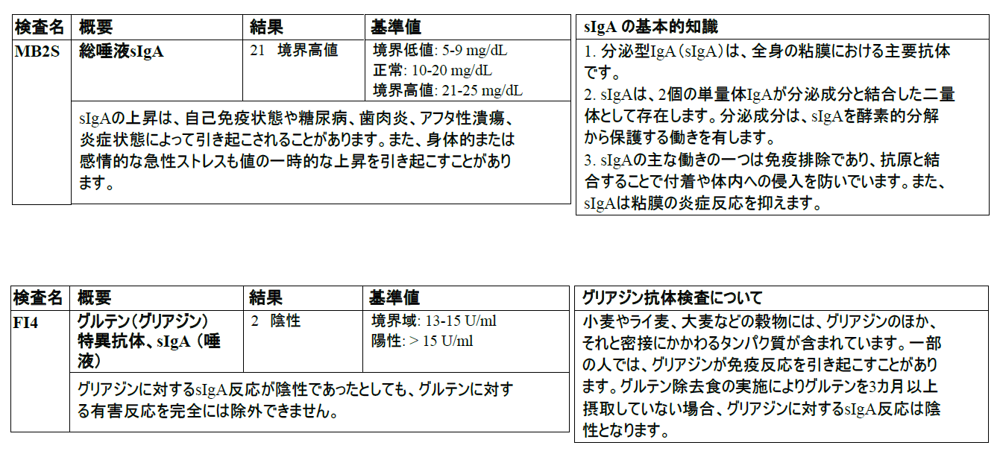 検査名 概要 結果 基準値
MB2S 総唾液sIgA 21 境界高値 境界低値: 5-9 mg/dL
正常: 10-20 mg/dL
境界高値: 21-25 mg/dL
sIgAの上昇は、自己免疫状態や糖尿病、歯肉炎、アフタ性潰瘍、
炎症状態によって引き起こされることがあります。また、身体的または
感情的な急性ストレスも値の一時的な上昇を引き起こすことがあり
ます。
sIgA の基本的知識
1. 分泌型IgA(sIgA)は、全身の粘膜における主要抗体
です。
2. sIgAは、2個の単量体IgAが分泌成分と結合した二量
体として存在します。分泌成分は、sIgAを酵素的分解
から保護する働きを有します。
3. sIgAの主な働きの一つは免疫排除であり、抗原と結
合することで付着や体内への侵入を防いでいます。また、
sIgAは粘膜の炎症反応を抑えます。
検査名 概要 結果 基準値
FI4 グルテン(グリアジン) 2 陰性 境界域: 13-15 U/ml
特異抗体、sIgA (唾 陽性: > 15 U/ml
液)
グリアジンに対するsIgA反応が陰性であったとしても、グルテンに対す
る有害反応を完全には除外できません。
グリアジン抗体検査について
小麦やライ麦、大麦などの穀物には、グリアジンのほか、
それと密接にかかわるタンパク質が含まれています。一部
の人では、グリアジンが免疫反応を引き起こすことがあり
ます。グルテン除去食の実施によりグルテンを3カ月以上
摂取していない場合、グリアジンに対するsIgA反応は陰
性となります。